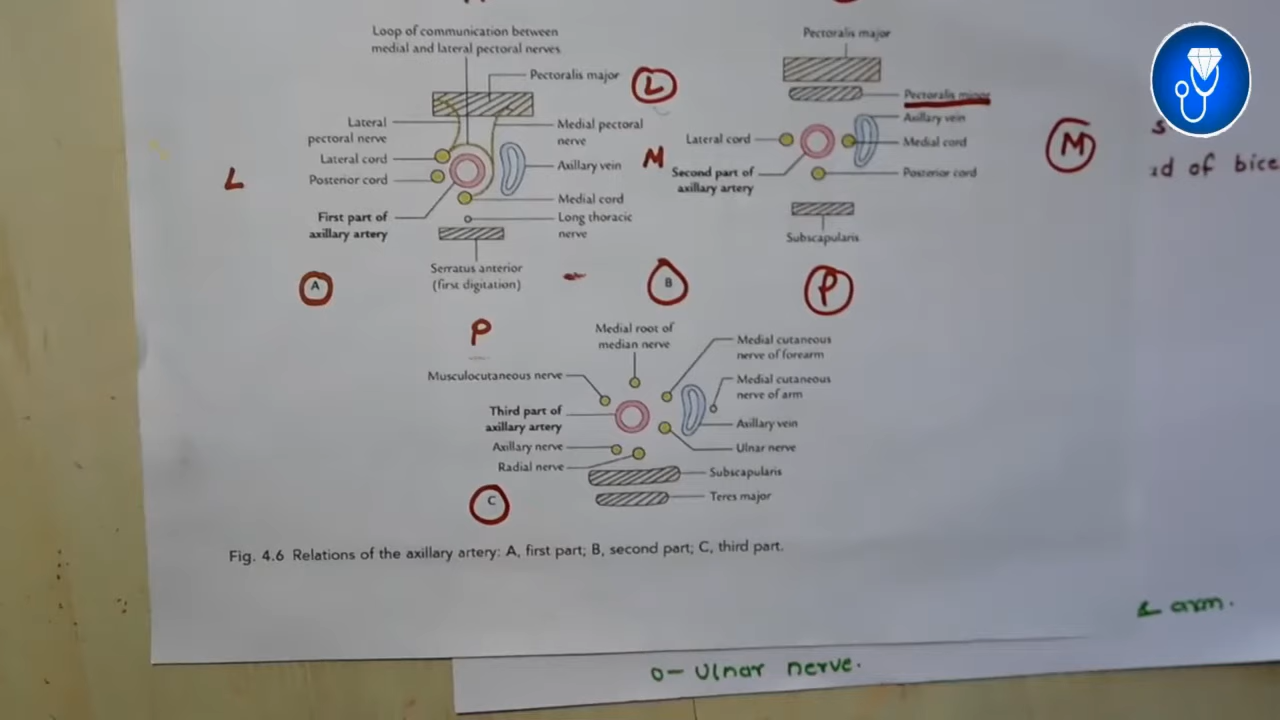 Loop of communication between
medial and lateral pectoral nerves
Pectoralis major
L
Lateral
pectoral nerve
Medial pectoral
nerve
Lateral cord
Posterior cord
Axillary vein
L
M
First part of
axillary artery
Medial cord
Long thoracic
nerve
Serratus anterior
(first digitation)
A
P
Pectoralis major
Pectoralis minor
Axillary vein
Lateral cord
Medial cord
Second part of
axillary artery
Posterior cord
M
Subscapularis
B
P
Medial root of
median nerve
Medial cutaneous
nerve of forearm
Musculocutaneous nerve
Medial cutaneous
nerve of arm
Third part of
axillary artery
Axillary vein
Axillary nerve
Ulnar nerve
Radial nerve
Subscapularis
Teres major
C
Fig. 4.6 Relations of the axillary artery: A, first part; B, second part; C, third part.
of
arm.
0- Ulnar nerve.